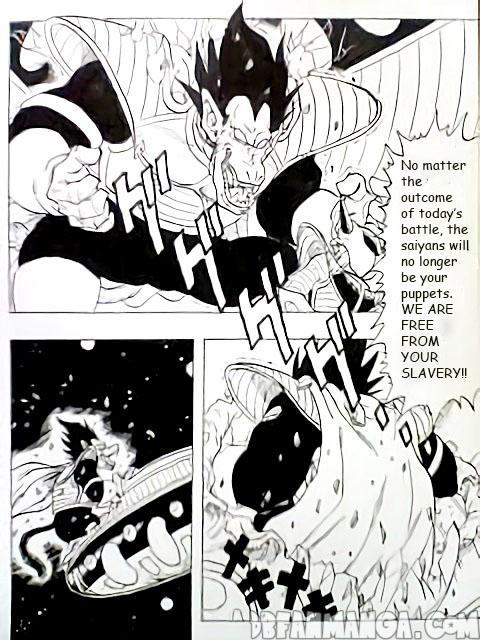 No matter
the
outcome
of today's
battle, the
saiyans will
no longer
be your
puppets.
WE ARE
FREE
FROM
YOUR
SLAVERY!!
DBFANMANGA.COM